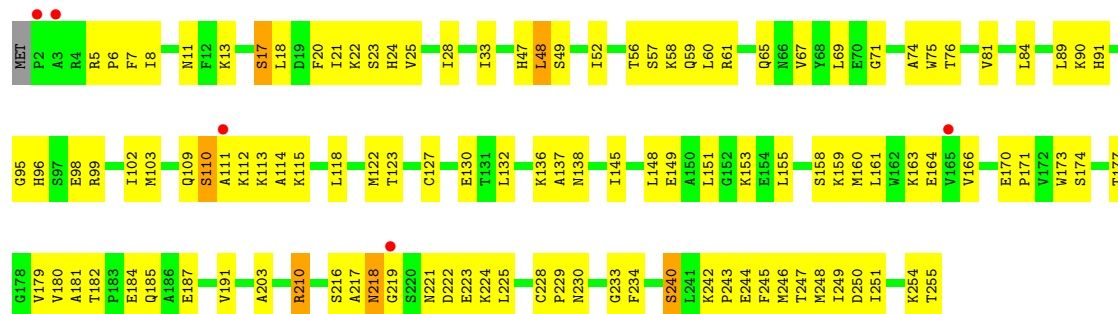 MET P2 A3 R4 R5 P6 F7 I8 N11 F12 K13 S17 L18 D19 F20 I21 K22 S23 H24 V25 I28 I33 H47 L48 S49 I52 T56 S57 K58 Q59 L60 R61 Q65 N66 V67 Y68 L69 E70 G71 A74 W75 T76 V81 L84 L89 K90 H91
G95 H96 S97 E98 R99 I102 M103 Q109 S110 A111 K112 K113 A114 K115 L118 M122 T123 C127 E130 T131 L132 K136 A137 N138 I145 L148 E149 A150 L151 G152 K153 E154 L155 S158 K159 M160 L161 W162 K163 E164 V165 V166 E170 P171 V172 W173 S174 T177
G178 V179 V180 A181 T182 P183 E184 Q185 A186 E187 V191 A203 R210 S216 A217 N218 G219 S220 N221 D222 E223 K224 L225 C228 P229 N230 G233 F234 S240 L241 K242 P243 E244 F245 M246 T247 M248 I249 D250 I251 K254 T255